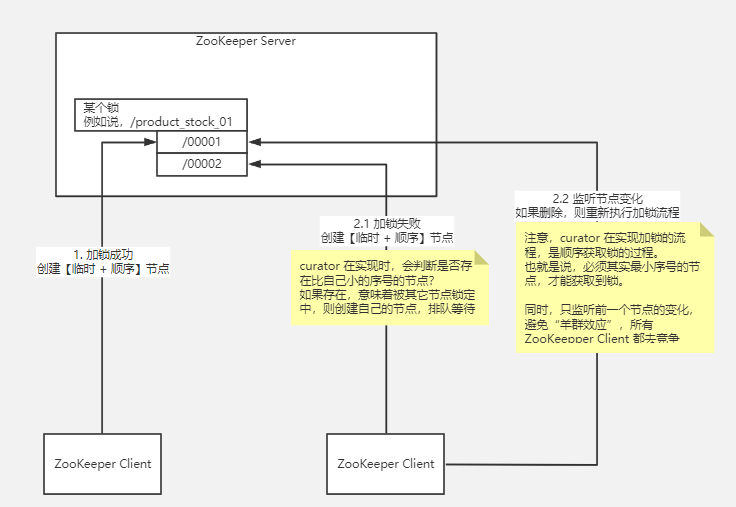 ZooKeeper Server
某个锁
例如说，/product_stock_01
/00001
/00002
1. 加锁成功
创建【临时 + 顺序】节点
2.1 加锁失败
创建【临时 + 顺序】节点
curator 在实现时，会判断是否存
在比自己小的序号的节点?
如果存在，意味着被其它节点锁定
中，则创建自己的节点，排队等待
2.2 监听节点变化
如果删除，则重新执行加锁流程
注意，curator 在实现加锁的流
程，是顺序获取锁的过程。
也就是说，必须其实最小序号的节
点，才能获取到锁。
同时，只监听前一个节点的变化，
避免“羊群效应”，所有
ZooKeepper Client 都去竞争
ZooKeeper Client
ZooKeeper Client